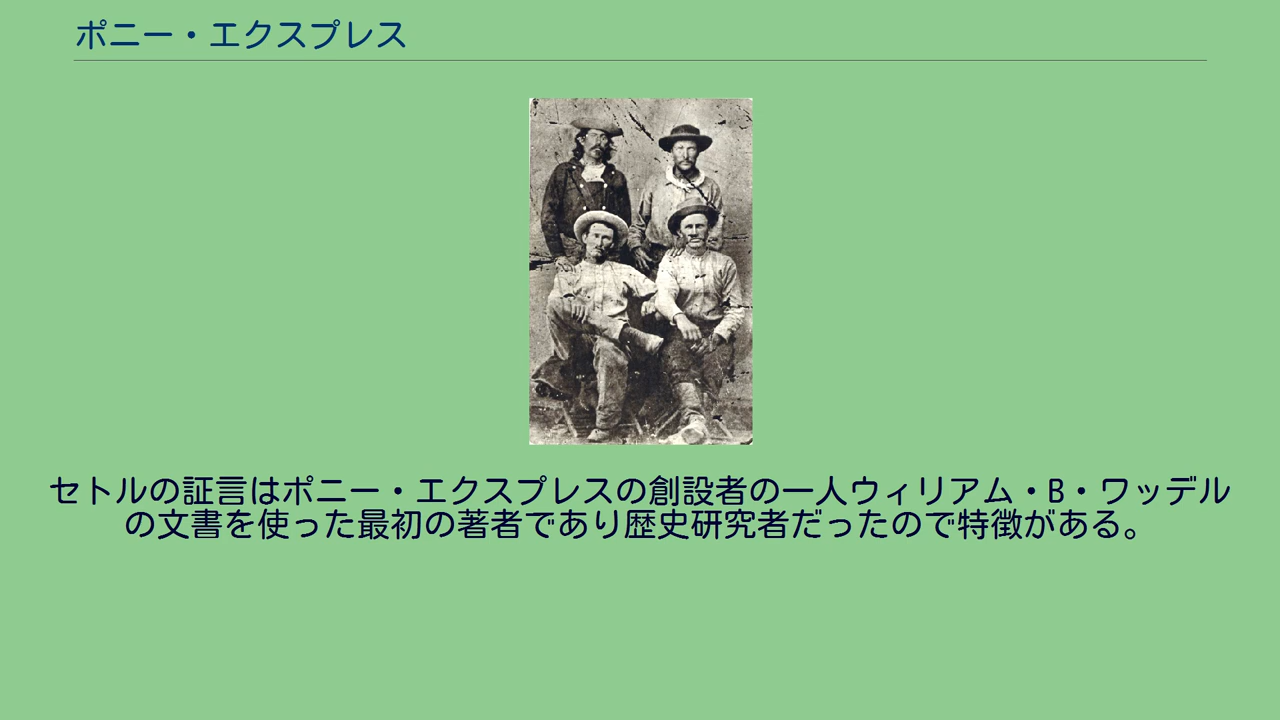 ポニー・エクスプレス
セトルの証言はポニー・エクスプレスの創設者の一人ウィリアム・B・ワッデル
の文書を使った最初の著者であり歴史研究者だったので特徴がある。